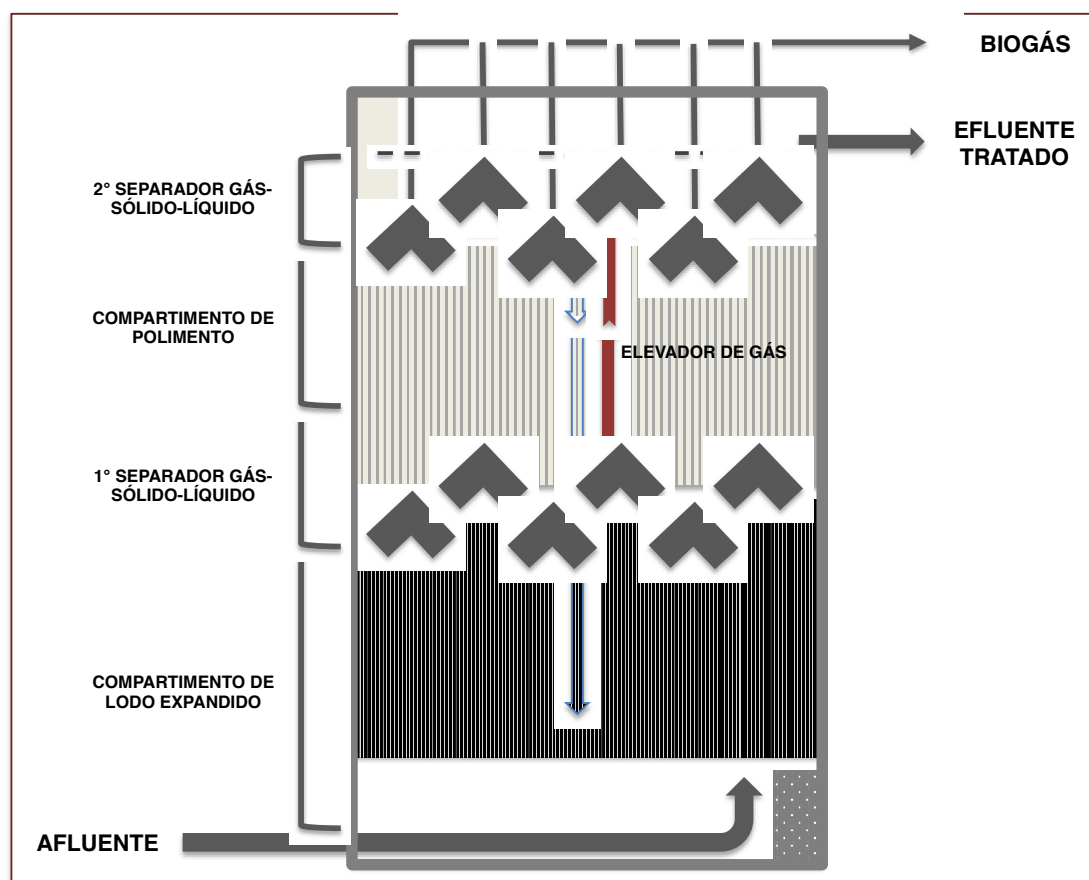 BIOGÁS
EFLUENTE
TRATADO
2° SEPARADOR GÁS-
SÓLIDO-LÍQUIDO
COMPARTIMENTO DE
POLIMENTO
ELEVADOR DE GÁS
1° SEPARADOR GÁS-
SÓLIDO-LÍQUIDO
COMPARTIMENTO DE
LODO EXPANDIDO
AFLUENTE